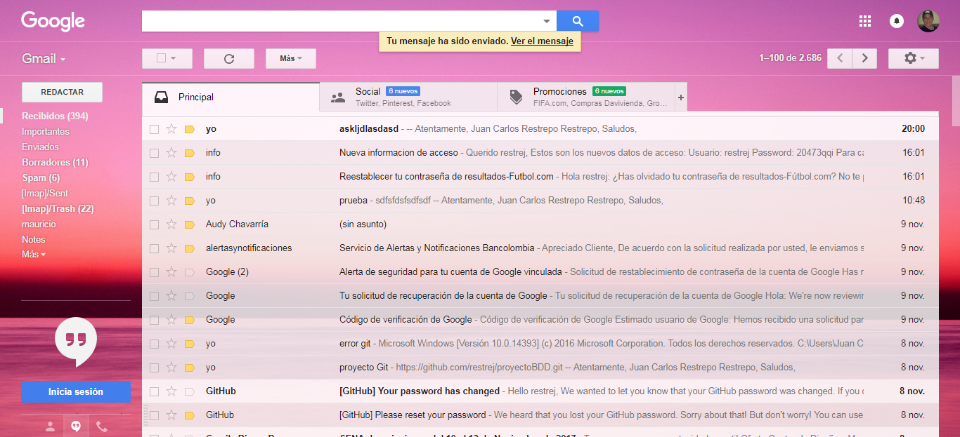 Google
Tu mensaje ha sido enviado. Ver el mensaje
Gmail
Más
1–100 de 2.686
REDACTAR
Principal
Social 6 nuevos
Twitter, Pinterest, Facebook
Promociones 6 nuevos
FIFA.com, Compras Davivienda, Gro...
+
Recibidos (394)
Importantes
Enviados
Borradores (11)
Spam (6)
[Imap]/Sent
[Imap]/Trash (22)
mauricio
Notes
Más
yo askljdlasdasd - -- Atentamente, Juan Carlos Restrepo Restrepo, Saludos, 20:00
info Nueva informacion de acceso - Querido restrej, Estos son los nuevos datos de acceso: Usuario: restrej Password: 20473qqi Para 16:01
info Reestablecer tu contraseña de resultados-Futbol.com - Hola restrej: ¿Has olvidado tu contraseña de resultados-Fútbol.com? No te 16:01
yo prueba - sdfsfdsfsdfsdf -- Atentamente, Juan Carlos Restrepo Restrepo, Saludos, 10:48
Audy Chavarría (sin asunto) 9 nov.
alertasynotificaciones Servicio de Alertas y Notificaciones Bancolombia - Apreciado Cliente, De acuerdo con la solicitud realizada por usted, le enviamos 9 nov.
Google (2) Alerta de seguridad para tu cuenta de Google vinculada - Solicitud de restablecimiento de contraseña de la cuenta de Google Has 9 nov.
Google Tu solicitud de recuperación de la cuenta de Google - Tu solicitud de recuperación de la cuenta de Google Hola: We're now reviewin 9 nov.
Google Código de verificación de Google - Código de verificación de Google Estimado usuario de Google: Hemos recibido una solicitud 9 nov.
yo error git - Microsoft Windows [Versión 10.0.14393] (c) 2016 Microsoft Corporation. Todos los derechos reservados. C:\Users\Juan 8 nov.
yo proyecto Git - https://github.com/restrej/proyectoBDD.git -- Atentamente, Juan Carlos Restrepo Restrepo, Saludos, 8 nov.
GitHub [GitHub] Your password has changed - Hello restrej, We wanted to let you know that your GitHub password was changed. If you 8 nov.
GitHub [GitHub] Please reset your password - We heard that you lost your GitHub password. Sorry about that! But don't worry! You can use 8 nov.
Inicia sesión